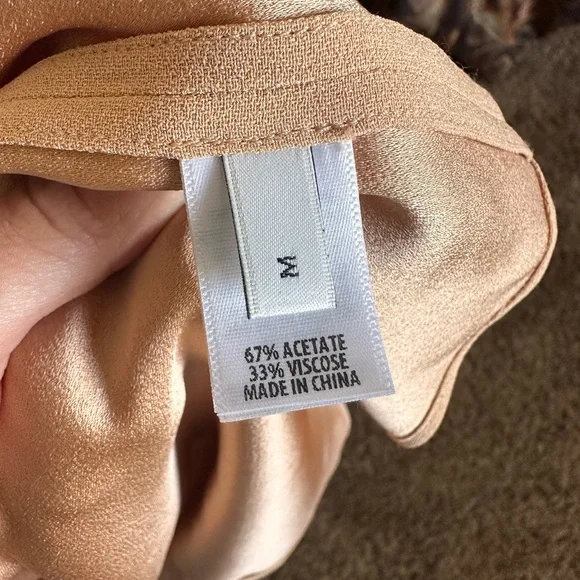 M
67% ACETATE
33% VISCOSE
MADE IN CHINA